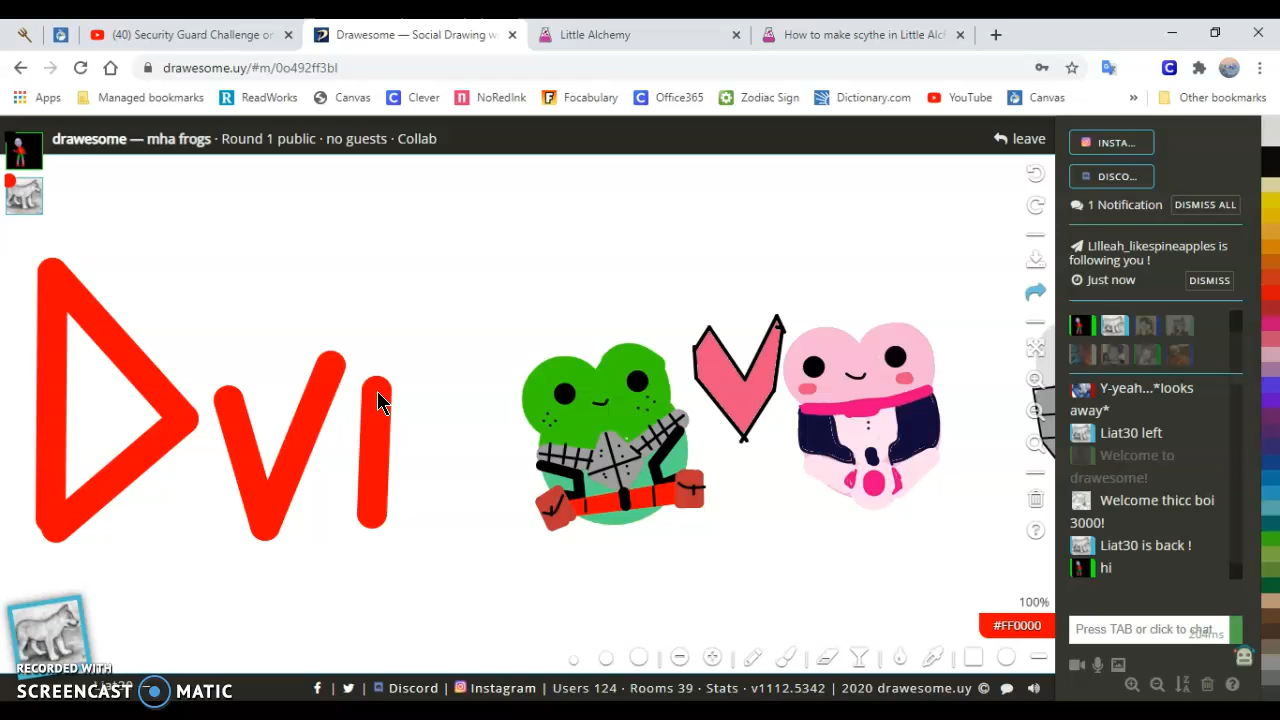 (40) Security Guard Challenge on
Drawesome — Social Drawing w
Little Alchemy
How to make scythe in Little Alc
drawesome.uy/#m/0o492ff3bl
Apps
Managed bookmarks
ReadWorks
Canvas
Clever
NoRedInk
Focabulary
Office365
Zodiac Sign
Dictionary.com
YouTube
Canvas
»
Other bookmarks
drawesome — mha frogs · Round 1 public · no guests · Collab
leave
INSTA...
DISCO...
1 Notification
DISMISS ALL
LIlleah_likespineapples is
following you !
Just now
DISMISS
DVI
Y-yeah...*looks
away*
Liat30 left
Welcome to
drawesome!
Welcome thicc boi
3000!
Liat30 is back !
hi
100%
#FF0000
Press TAB or click to chat
204ms
RECORDED WITH
SCREENCAST MATIC
Discord | Instagram | Users 124 · Rooms 39 · Stats · v1112.5342 | 2020 drawesome.uy ©